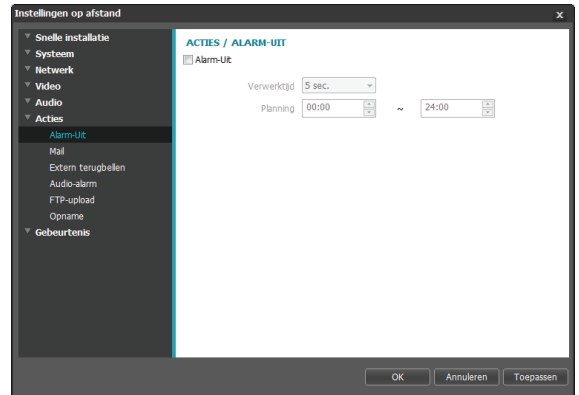 Instellingen op afstand
x
Snelle installatie
Systeem
Netwerk
Video
Audio
Acties
Alarm-Uit
Mail
Extern terugbellen
Audio-alarm
FTP-upload
Opname
Gebeurtenis
ACTIES / ALARM-UIT
Alarm-Uit
Verwerktijd 5 sec.
Planning 00:00 ~ 24:00
OK Annuleren Toepassen